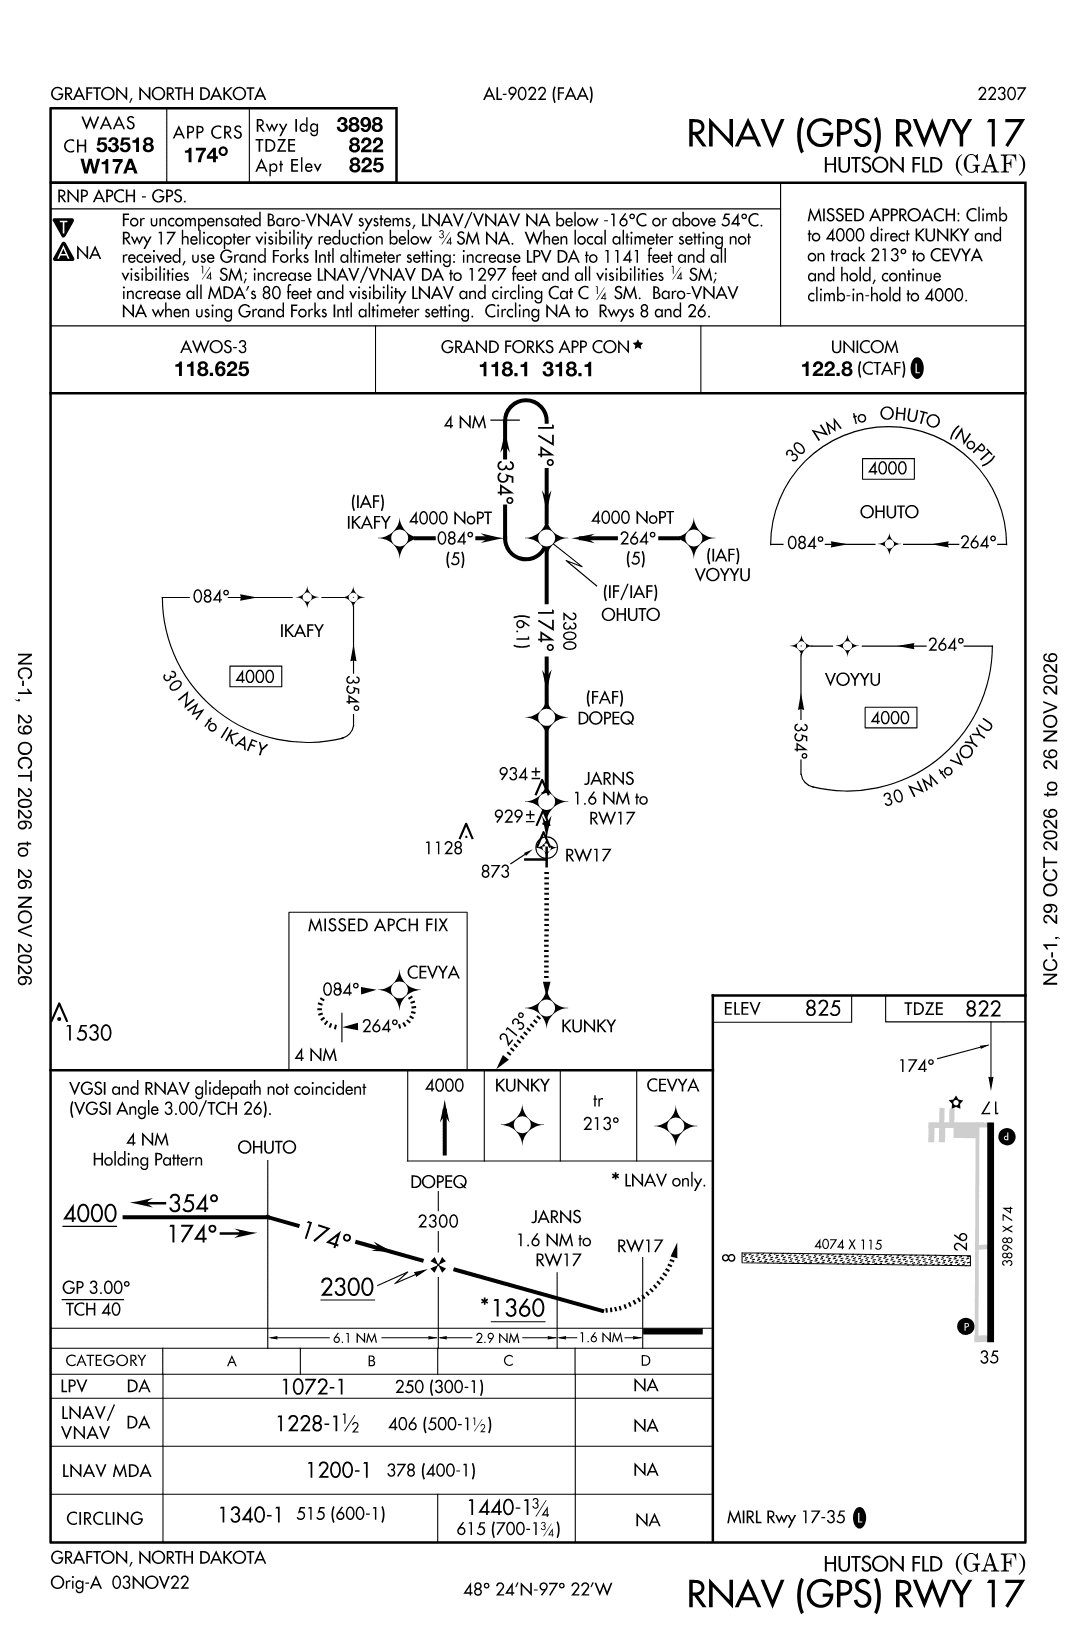 GRAFTON, NORTH DAKOTA
AL-9022 (FAA)
22307
WAAS
CH 53518
W17A
APP CRS
174°
Rwy ldg 3898
TDZE 822
Apt Elev 825
RNAV (GPS) RWY 17
HUTSON FLD (GAF)
RNP APCH - GPS.
T
A NA
For uncompensated Baro-VNAV systems, LNAV/VNAV NA below -16°C or above 54°C.
Rwy 17 helicopter visibility reduction below ¾ SM NA. When local altimeter setting not
received, use Grand Forks Intl altimeter setting: increase LPV DA to 1141 feet and all
visibilities ¼ SM; increase LNAV/VNAV DA to 1297 feet and all visibilities ¼ SM;
increase all MDA's 80 feet and visibility LNAV and circling Cat C ¼ SM. Baro-VNAV
NA when using Grand Forks Intl altimeter setting. Circling NA to Rwys 8 and 26.
MISSED APPROACH: Climb
to 4000 direct KUNKY and
on track 213° to CEVYA
and hold, continue
climb-in-hold to 4000.
AWOS-3
118.625
GRAND FORKS APP CON★
118.1 318.1
UNICOM
122.8 (CTAF) L
4 NM
174°
354°
(IAF)
IKAFY
4000 NoPT
084°
(5)
4000 NoPT
264°
(5)
(IAF)
VOYYU
(IF/IAF)
OHUTO
30 NM to OHUTO (NoPT)
4000
OHUTO
084°
264°
084°
IKAFY
4000
354°
30 NM to IKAFY
2300
174°
(6.1)
264°
VOYYU
4000
354°
30 NM to VOYYU
(FAF)
DOPEQ
934±
JARNS
1.6 NM to
RW17
929±
1128
873
RW17
MISSED APCH FIX
CEVYA
084°
264°
4 NM
213°
KUNKY
1530
NC-1, 29 OCT 2026 to 26 NOV 2026
NC-1, 29 OCT 2026 to 26 NOV 2026
ELEV 825
TDZE 822
174°
17
P
3898 X 74
4074 X 115
8
26
P
35
MIRL Rwy 17-35 L
VGSI and RNAV glidepath not coincident
(VGSI Angle 3.00/TCH 26).
4000
KUNKY
tr
213°
CEVYA
4 NM
Holding Pattern
OHUTO
DOPEQ
2300
* LNAV only.
JARNS
1.6 NM to
RW17
RW17
4000
354°
174°
174°
2300
*1360
GP 3.00°
TCH 40
6.1 NM
2.9 NM
1.6 NM
CATEGORY A B C D
LPV DA 1072-1 250 (300-1) NA
LNAV/
VNAV DA 1228-1½ 406 (500-1½) NA
LNAV MDA 1200-1 378 (400-1) NA
CIRCLING 1340-1 515 (600-1) 1440-1¾
615 (700-1¾) NA
GRAFTON, NORTH DAKOTA
Orig-A 03NOV22
48° 24'N-97° 22'W
HUTSON FLD (GAF)
RNAV (GPS) RWY 17